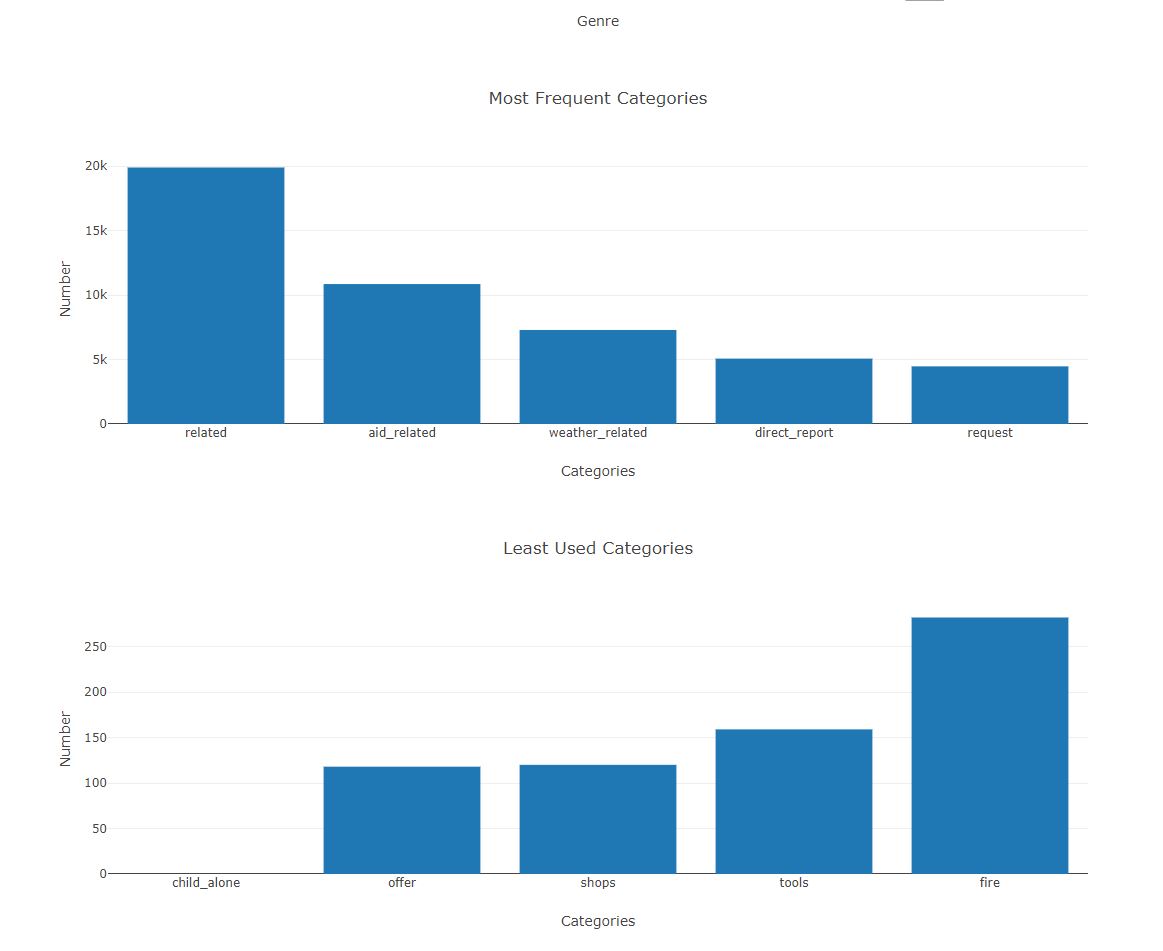 Genre
Most Frequent Categories
20k
15k
10k
5k
0
Number
related aid_related weather_related direct_report request
Categories
Least Used Categories
250
200
150
100
50
0
Number
child_alone offer shops tools fire
Categories